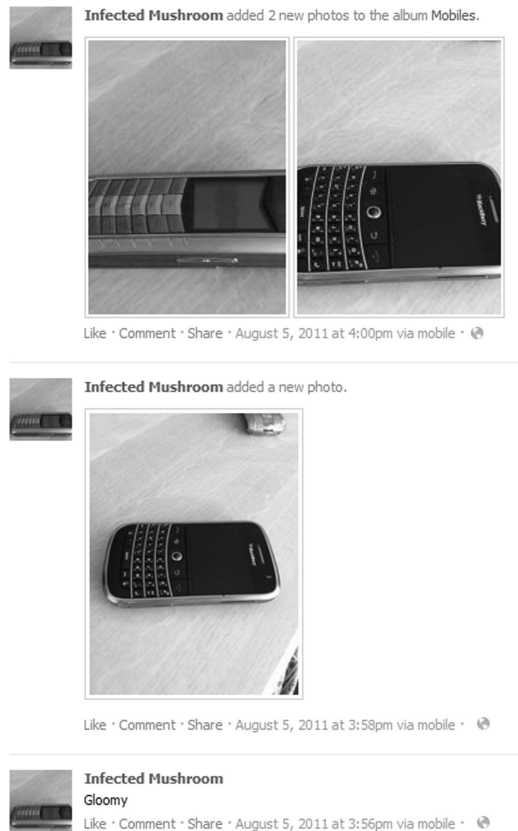 Infected Mushroom added 2 new photos to the album Mobiles.
BlackBerry
Like · Comment · Share · August 5, 2011 at 4:00pm via mobile ·
Infected Mushroom added a new photo.
BlackBerry
Like · Comment · Share · August 5, 2011 at 3:58pm via mobile ·
Infected Mushroom
Gloomy
Like · Comment · Share · August 5, 2011 at 3:56pm via mobile ·